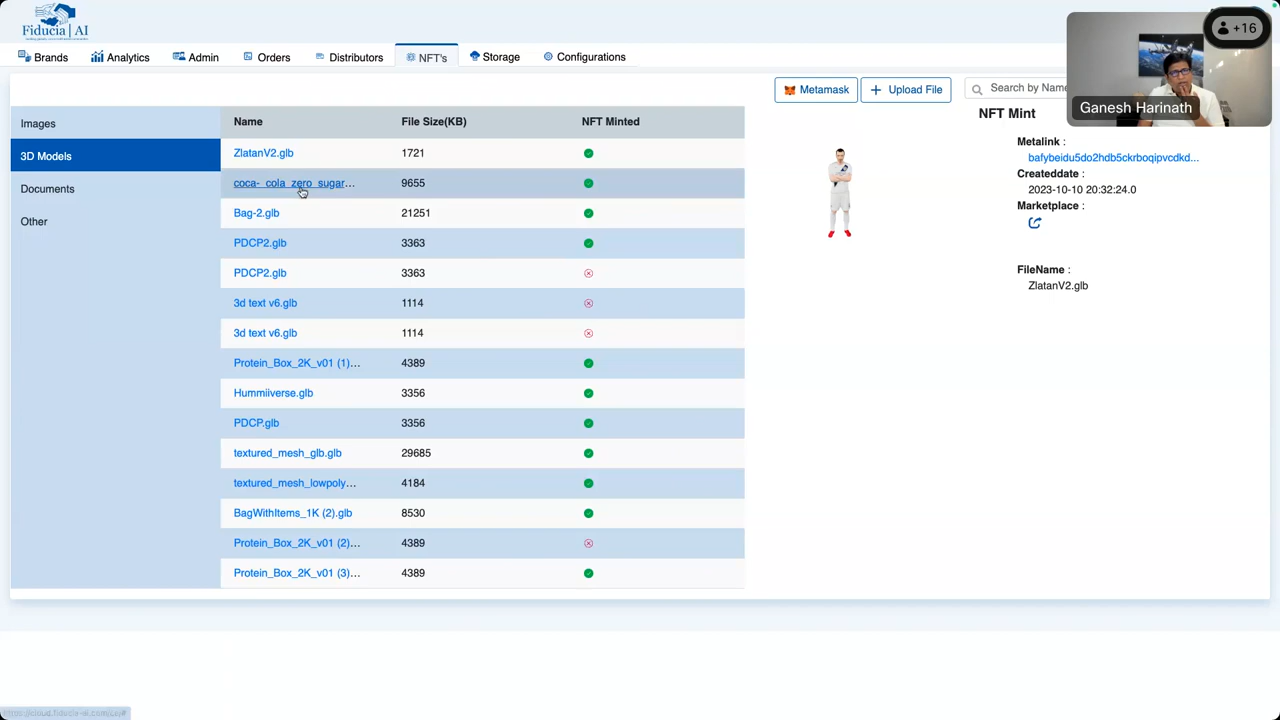 Fiducia|AI
Brands
Analytics
Admin
Orders
Distributors
NFT's
Storage
Configurations
+16
Ganesh Harinath
Metamask
+ Upload File
Search by Name
Images
3D Models
Documents
Other
Name File Size(KB) NFT Minted
ZlatanV2.glb 1721
coca- cola_zero_sugar... 9655
Bag-2.glb 21251
PDCP2.glb 3363
PDCP2.glb 3363
3d text v6.glb 1114
3d text v6.glb 1114
Protein_Box_2K_v01 (1)... 4389
Hummiiverse.glb 3356
PDCP.glb 3356
textured_mesh_glb.glb 29685
textured_mesh_lowpoly... 4184
BagWithItems_1K (2).glb 8530
Protein_Box_2K_v01 (2)... 4389
Protein_Box_2K_v01 (3)... 4389
NFT Mint
Metalink :
bafybeidu5do2hdb5ckrboqipvcdkd...
Createddate :
2023-10-10 20:32:24.0
Marketplace :
FileName :
ZlatanV2.glb